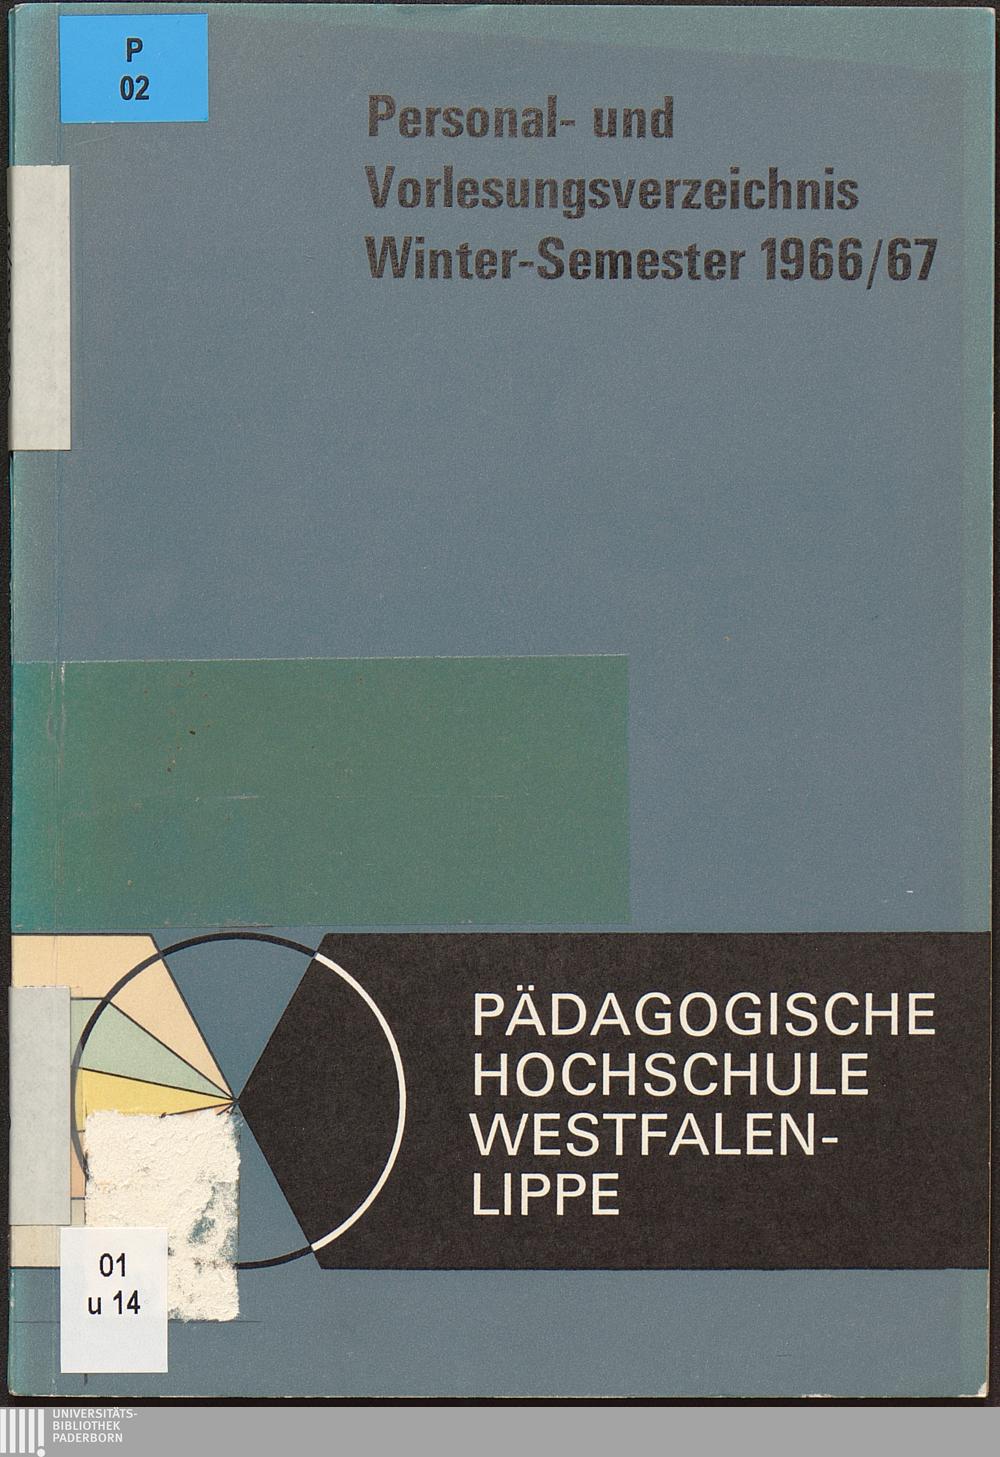 P
02
Personal- und
Vorlesungsverzeichnis
Winter-Semester 1966/67
PÄDAGOGISCHE
HOCHSCHULE
WESTFALEN-
LIPPE
01
u 14
UNIVERSITÄTS-
BIBLIOTHEK
PADERBORN